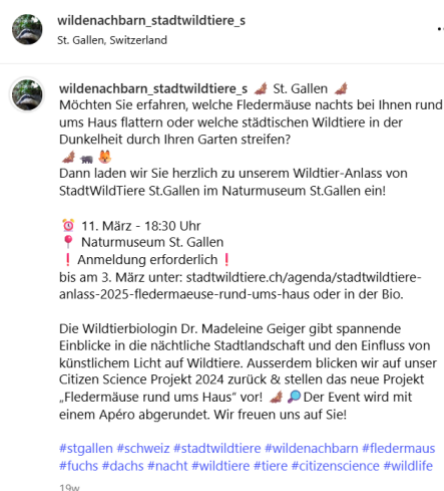 wildenachbarn_stadtwildtiere_s
St. Gallen, Switzerland
wildenachbarn_stadtwildtiere_s 🦔 St. Gallen 🦔
Möchten Sie erfahren, welche Fledermäuse nachts bei Ihnen rund
ums Haus flattern oder welche städtischen Wildtiere in der
Dunkelheit durch Ihren Garten streifen?
🦔 🦡 🦊
Dann laden wir Sie herzlich zu unserem Wildtier-Anlass von
StadtWildTiere St.Gallen im Naturmuseum St.Gallen ein!
⏰ 11. März - 18:30 Uhr
📍 Naturmuseum St. Gallen
❗ Anmeldung erforderlich ❗
bis am 3. März unter: stadtwildtiere.ch/agenda/stadtwildtiere-
anlass-2025-fledermaeuse-rund-ums-haus oder in der Bio.
Die Wildtierbiologin Dr. Madeleine Geiger gibt spannende
Einblicke in die nächtliche Stadtlandschaft und den Einfluss von
künstlichem Licht auf Wildtiere. Ausserdem blicken wir auf unser
Citizen Science Projekt 2024 zurück & stellen das neue Projekt
„Fledermäuse rund ums Haus“ vor! 🦔 🔎Der Event wird mit
einem Apéro abgerundet. Wir freuen uns auf Sie!
#stgallen #schweiz #stadtwildtiere #wildenachbarn #fledermaus
#fuchs #dachs #nacht #wildtiere #tiere #citizenscience #wildlife
19w